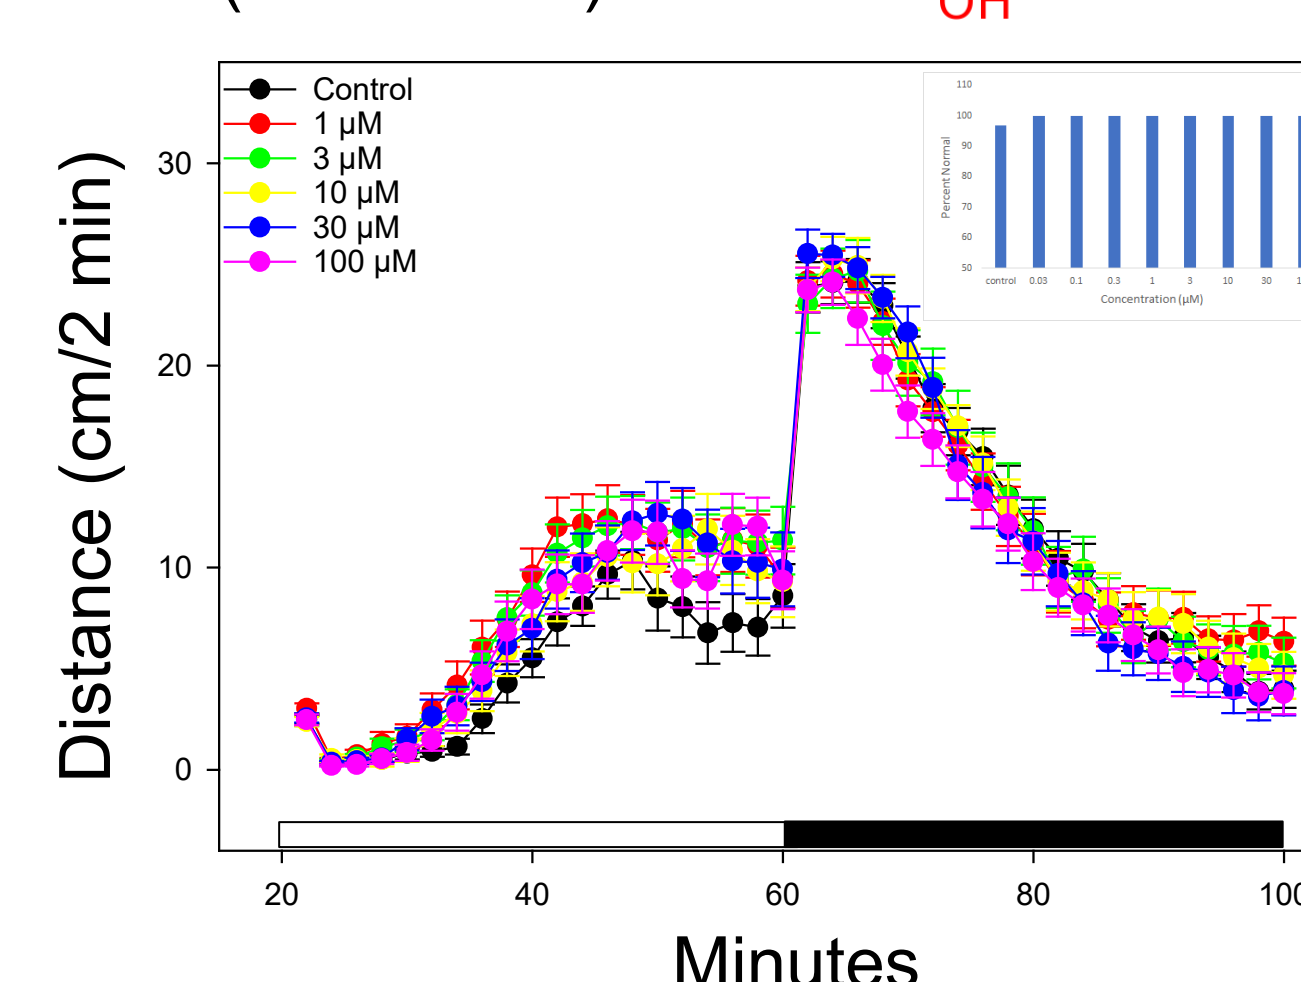 ( )
OH
Control
1 µM
3 µM
10 µM
30 µM
100 µM
Distance (cm/2 min)
30
20
10
0
110
100
90
80
70
60
50
Percent Normal
control 0.03 0.1 0.3 1 3 10 30
Concentration (µM)
20 40 60 80 100
Minutes